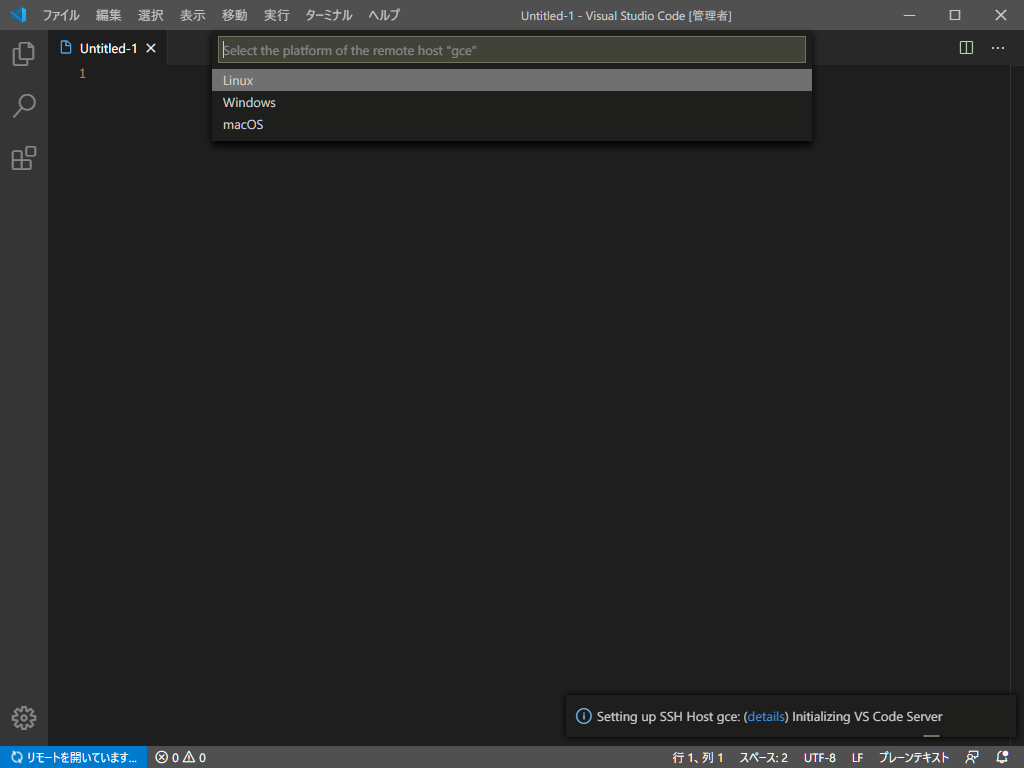 ファイル 編集 選択 表示 移動 実行 ターミナル ヘルプ Untitled-1 - Visual Studio Code [管理者]
Untitled-1
Select the platform of the remote host "gce"
1
Linux
Windows
macOS
Setting up SSH Host gce: (details) Initializing VS Code Server
リモートを開いています... 0 0 行 1、列 1 スペース: 2 UTF-8 LF プレーンテキスト